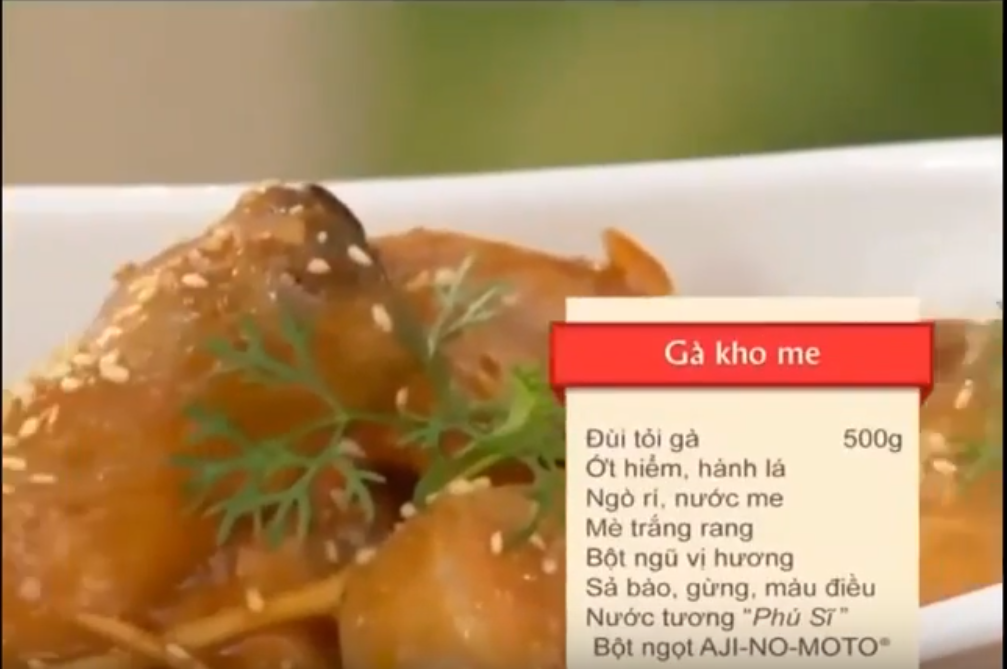 Gà kho me
Đùi tỏi gà 500g
Ớt hiểm, hành lá
Ngò rí, nước me
Mè trắng rang
Bột ngũ vị hương
Sả bào, gừng, màu điều
Nước tương “Phú Sĩ”
Bột ngọt AJI-NO-MOTO®